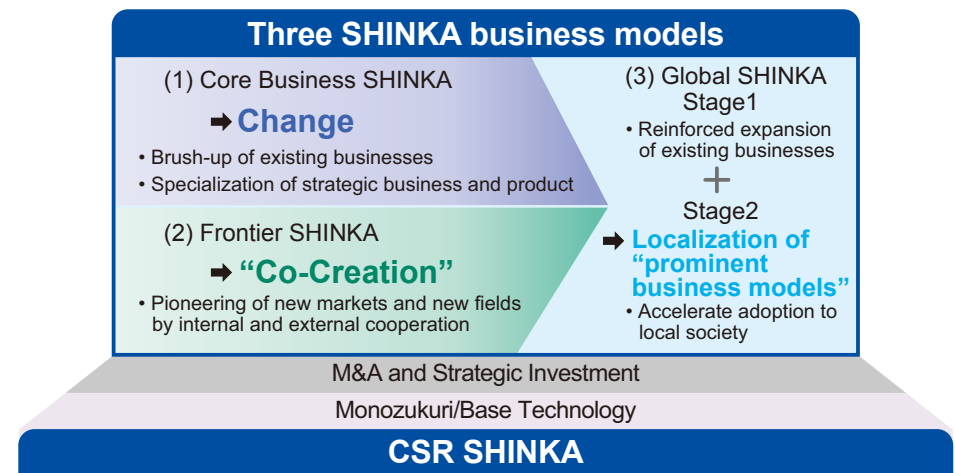 Three SHINKA business models
(1) Core Business SHINKA
➡ Change
• Brush-up of existing businesses
• Specialization of strategic business and product
(2) Frontier SHINKA
➡ “Co-Creation”
• Pioneering of new markets and new fields
by internal and external cooperation
(3) Global SHINKA
Stage1
• Reinforced expansion
of existing businesses
+
Stage2
➡ Localization of
“prominent
business models”
• Accelerate adoption to
local society
M&A and Strategic Investment
Monozukuri/Base Technology
CSR SHINKA